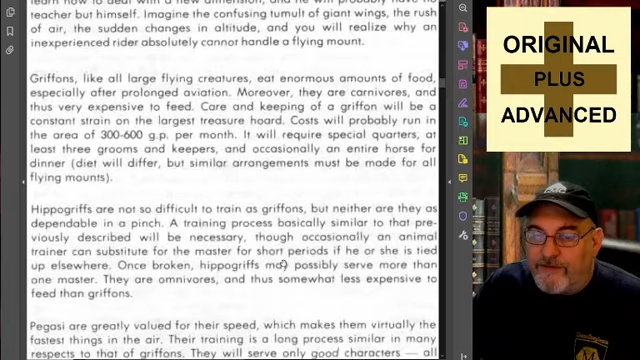 learn how to deal with a new dimension, and he will probably have no
teacher but himself. Imagine the confusing tumult of giant wings, the rush
of air, the sudden changes in altitude, and you will realize why an
inexperienced rider absolutely cannot handle a flying mount.
Griffons, like all large flying creatures, eat enormous amounts of food,
especially after prolonged aviation. Moreover, they are carnivores, and
thus very expensive to feed. Care and keeping of a griffon will be a
constant strain on the largest treasure hoard. Costs will probably run in
the area of 300-600 g.p. per month. It will require special quarters, at
least three grooms and keepers, and occasionally an entire horse for
dinner (diet will differ, but similar arrangements must be made for all
flying mounts).
Hippogriffs are not so difficult to train as griffons, but neither are they as
dependable in a pinch. A training process basically similar to that pre-
viously described will be necessary, though occasionally an animal
trainer can substitute for the master for short periods if he or she is tied
up elsewhere. Once broken, hippogriffs may possibly serve more than
one master. They are omnivores, and thus somewhat less expensive to
feed than griffons.
Pegasi are greatly valued for their speed, which makes them virtually the
fastest things in the air. Their training is a long process similar in many
respects to that of griffons. They will serve only good characters — all
ORIGINAL
PLUS
ADVANCED